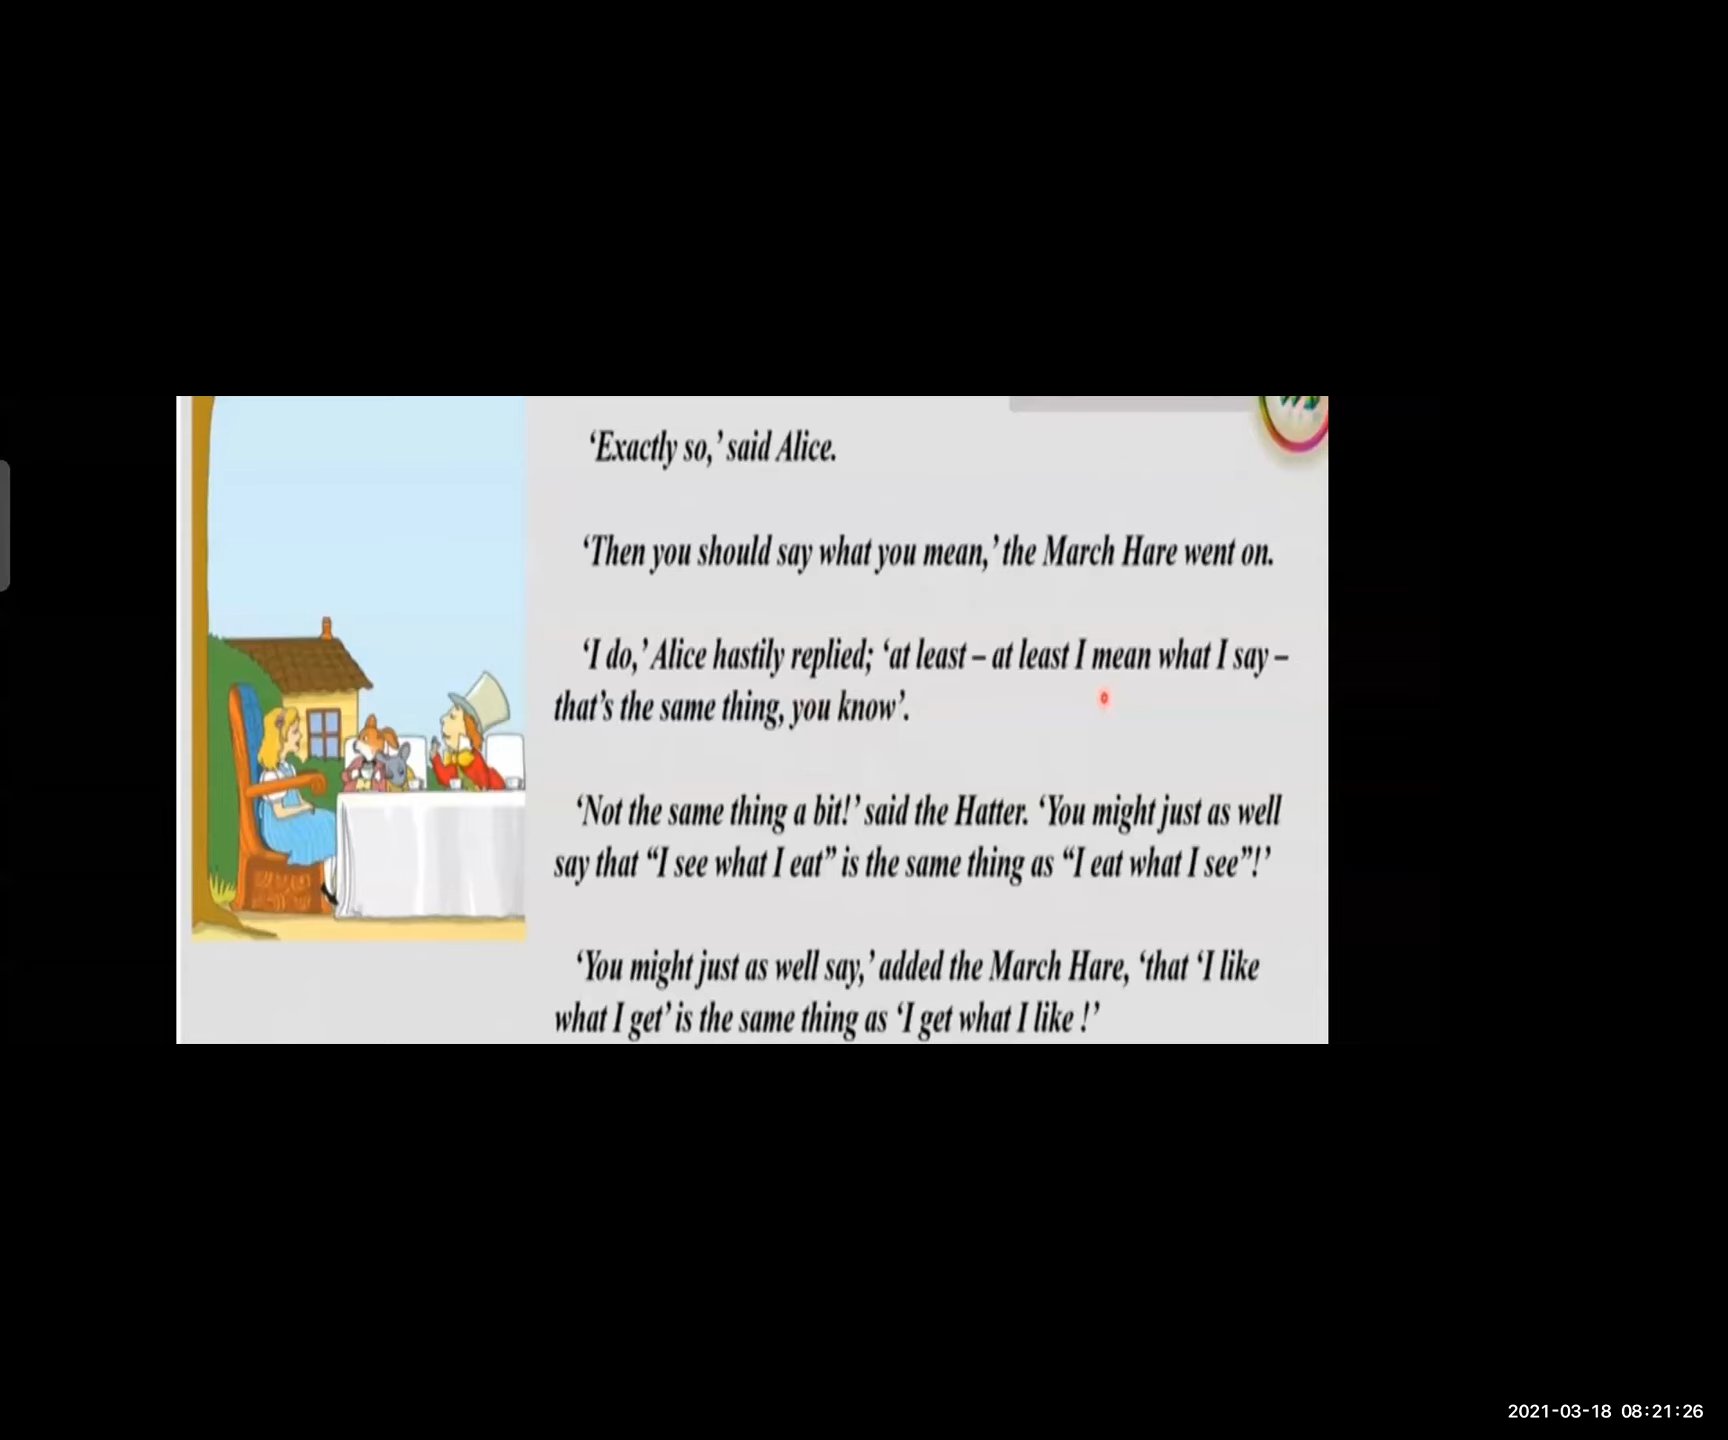 ‘Exactly so,’ said Alice.
‘Then you should say what you mean,’ the March Hare went on.
‘I do,’ Alice hastily replied; ‘at least – at least I mean what I say –
that’s the same thing, you know’.
‘Not the same thing a bit!’ said the Hatter. ‘You might just as well
say that “I see what I eat” is the same thing as “I eat what I see”!’
‘You might just as well say,’ added the March Hare, ‘that ‘I like
what I get’ is the same thing as ‘I get what I like !’
2021-03-18 08:21:26